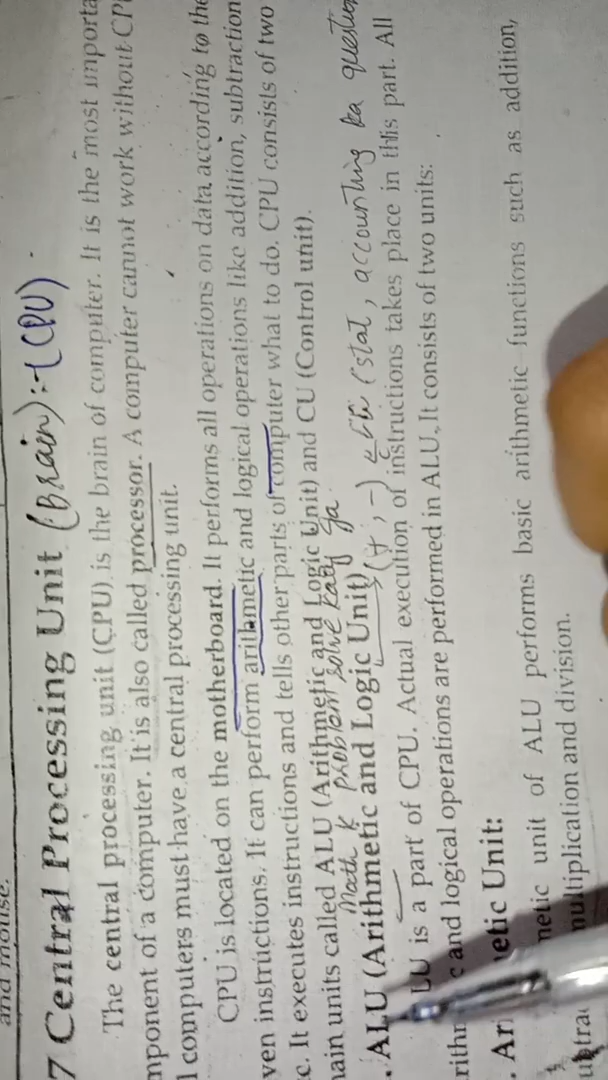 and mouse.
7 Central Processing Unit (Brain):-(CPU)
The central processing unit (CPU) is the brain of computer. It is the most importa
mponent of a computer. It is also called processor. A computer cannot work without CPU
l computers must have a central processing unit.
CPU is located on the motherboard. It performs all operations on data according to the
ven instructions. It can perform arithmetic and logical operations like addition, subtraction
c. It executes instructions and tells other parts of computer what to do. CPU consists of two
nain units called ALU (Arithmetic and Logic Unit) and CU (Control unit).
Math k problem solve katy ga
. ALU (Arithmetic and Logic Unit) (+, -) (stat, accounting ka question
LU is a part of CPU. Actual execution of instructions takes place in this part. All
rithm c and logical operations are performed in ALU. It consists of two units:
. Ari etic Unit:
netic unit of ALU performs basic arithmetic functions such as addition,
ubtrac multiplication and division.